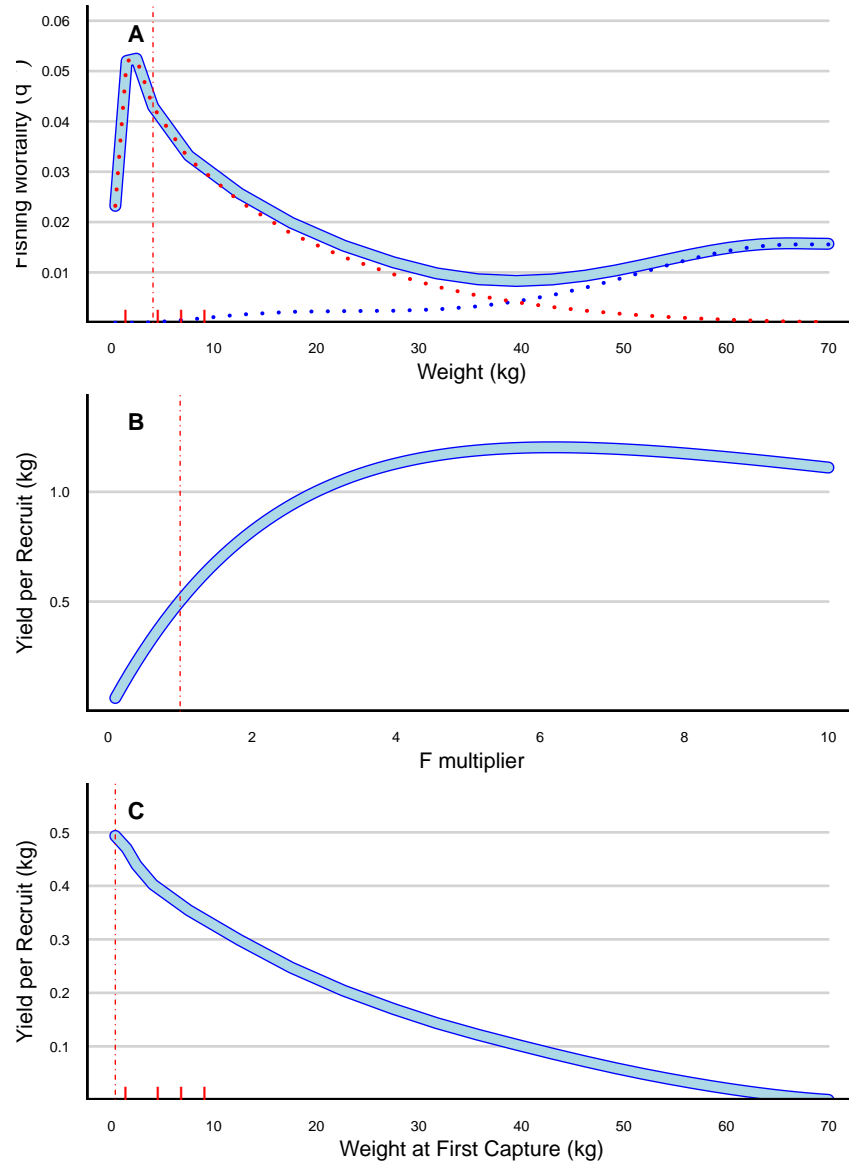 A
0.06
0.05
0.04
0.03
0.02
0.01
Mortality (q
0 10 20 30 40 50 60 70
Weight (kg)
B
1.0
0.5
Yield per Recruit (kg)
0 2 4 6 8 10
F multiplier
C
0.5
0.4
0.3
0.2
0.1
Yield per Recruit (kg)
0 10 20 30 40 50 60 70
Weight at First Capture (kg)